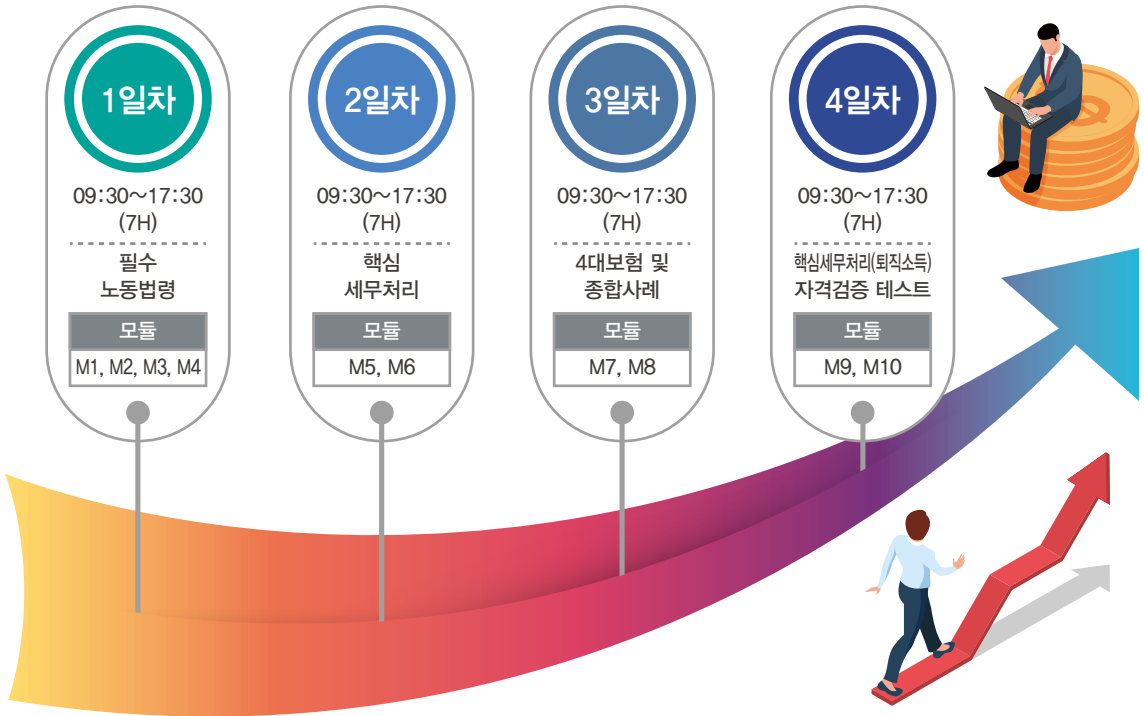 1일차
09:30~17:30
(7H)
필수
노동법령
모듈
M1, M2, M3, M4
2일차
09:30~17:30
(7H)
핵심
세무처리
모듈
M5, M6
3일차
09:30~17:30
(7H)
4대보험 및
종합사례
모듈
M7, M8
4일차
09:30~17:30
(7H)
핵심세무처리(퇴직소득)
자격검증 테스트
모듈
M9, M10